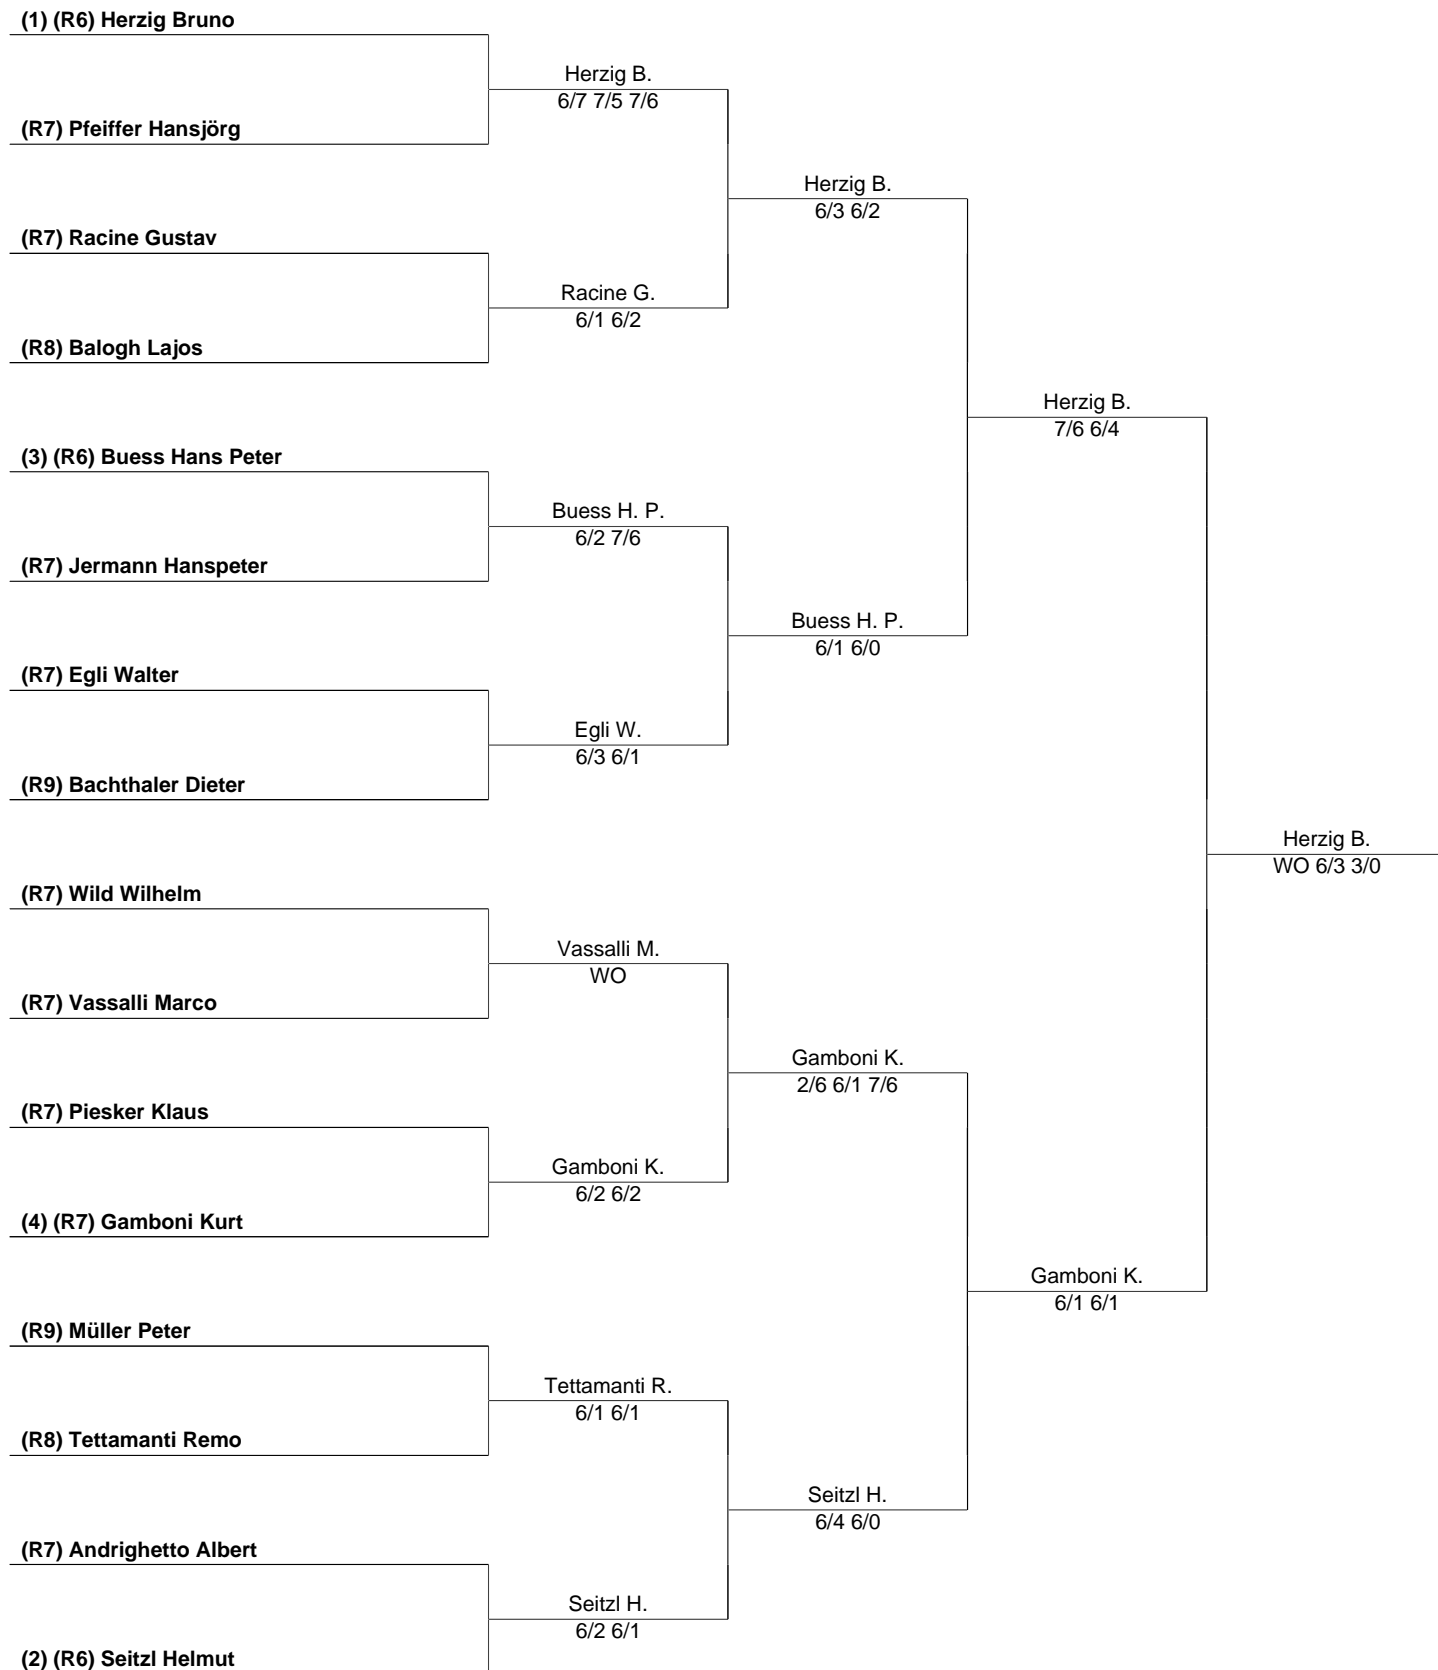 (1) (R6) Herzig Bruno
Herzig B.
6/7 7/5 7/6
(R7) Pfeiffer Hansjörg
Herzig B.
6/3 6/2
(R7) Racine Gustav
Racine G.
6/1 6/2
(R8) Balogh Lajos
Herzig B.
7/6 6/4
(3) (R6) Buess Hans Peter
Buess H. P.
6/2 7/6
(R7) Jermann Hanspeter
Buess H. P.
6/1 6/0
(R7) Egli Walter
Egli W.
6/3 6/1
(R9) Bachthaler Dieter
Herzig B.
WO 6/3 3/0
(R7) Wild Wilhelm
Vassalli M.
WO
(R7) Vassalli Marco
Gamboni K.
2/6 6/1 7/6
(R7) Piesker Klaus
Gamboni K.
6/2 6/2
(4) (R7) Gamboni Kurt
Gamboni K.
6/1 6/1
(R9) Müller Peter
Tettamanti R.
6/1 6/1
(R8) Tettamanti Remo
Seitzl H.
6/4 6/0
(R7) Andrighetto Albert
Seitzl H.
6/2 6/1
(2) (R6) Seitzl Helmut